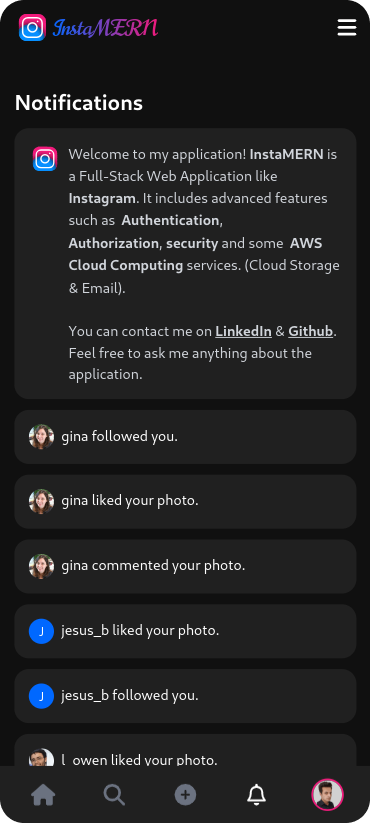 InstaMERN
Notifications
Welcome to my application! InstaMERN is
a Full-Stack Web Application like
Instagram. It includes advanced features
such as Authentication,
Authorization, security and some AWS
Cloud Computing services. (Cloud Storage
& Email).
You can contact me on LinkedIn & Github.
Feel free to ask me anything about the
application.
gina followed you.
gina liked your photo.
gina commented your photo.
J jesus_b liked your photo.
J jesus_b followed you.
l_owen liked your photo.